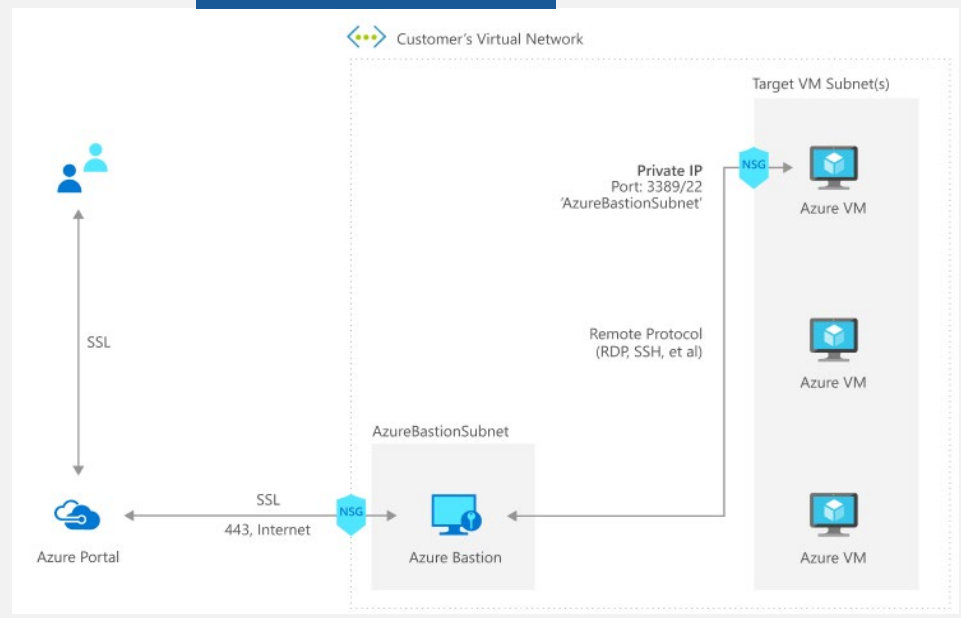 Customer's Virtual Network
Target VM Subnet(s)
NSG
Private IP
Port: 3389/22
'AzureBastionSubnet'
Azure VM
SSL
Remote Protocol
(RDP, SSH, et al)
Azure VM
AzureBastionSubnet
SSL
NSG
443, Internet
Azure Portal
Azure Bastion
Azure VM